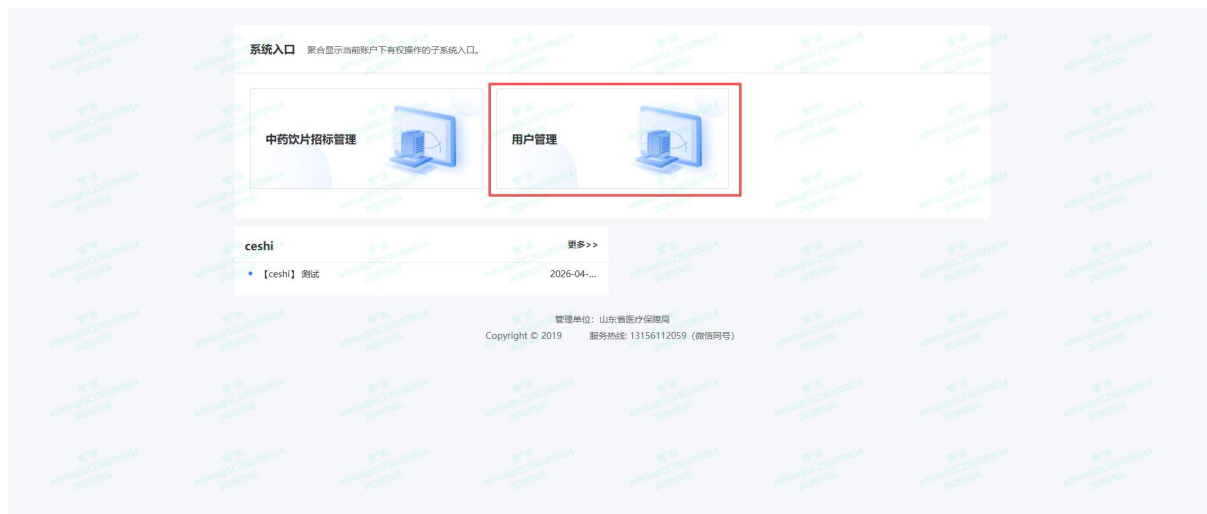 系统入口 聚合显示当前账户下有权操作的子系统入口。
中药饮片招标管理 用户管理
ceshi 更多>>
【ceshi】测试 2026-04-...
管理单位：山东省医疗保障局
Copyright © 2019 服务热线: 13156112059（微信同号）